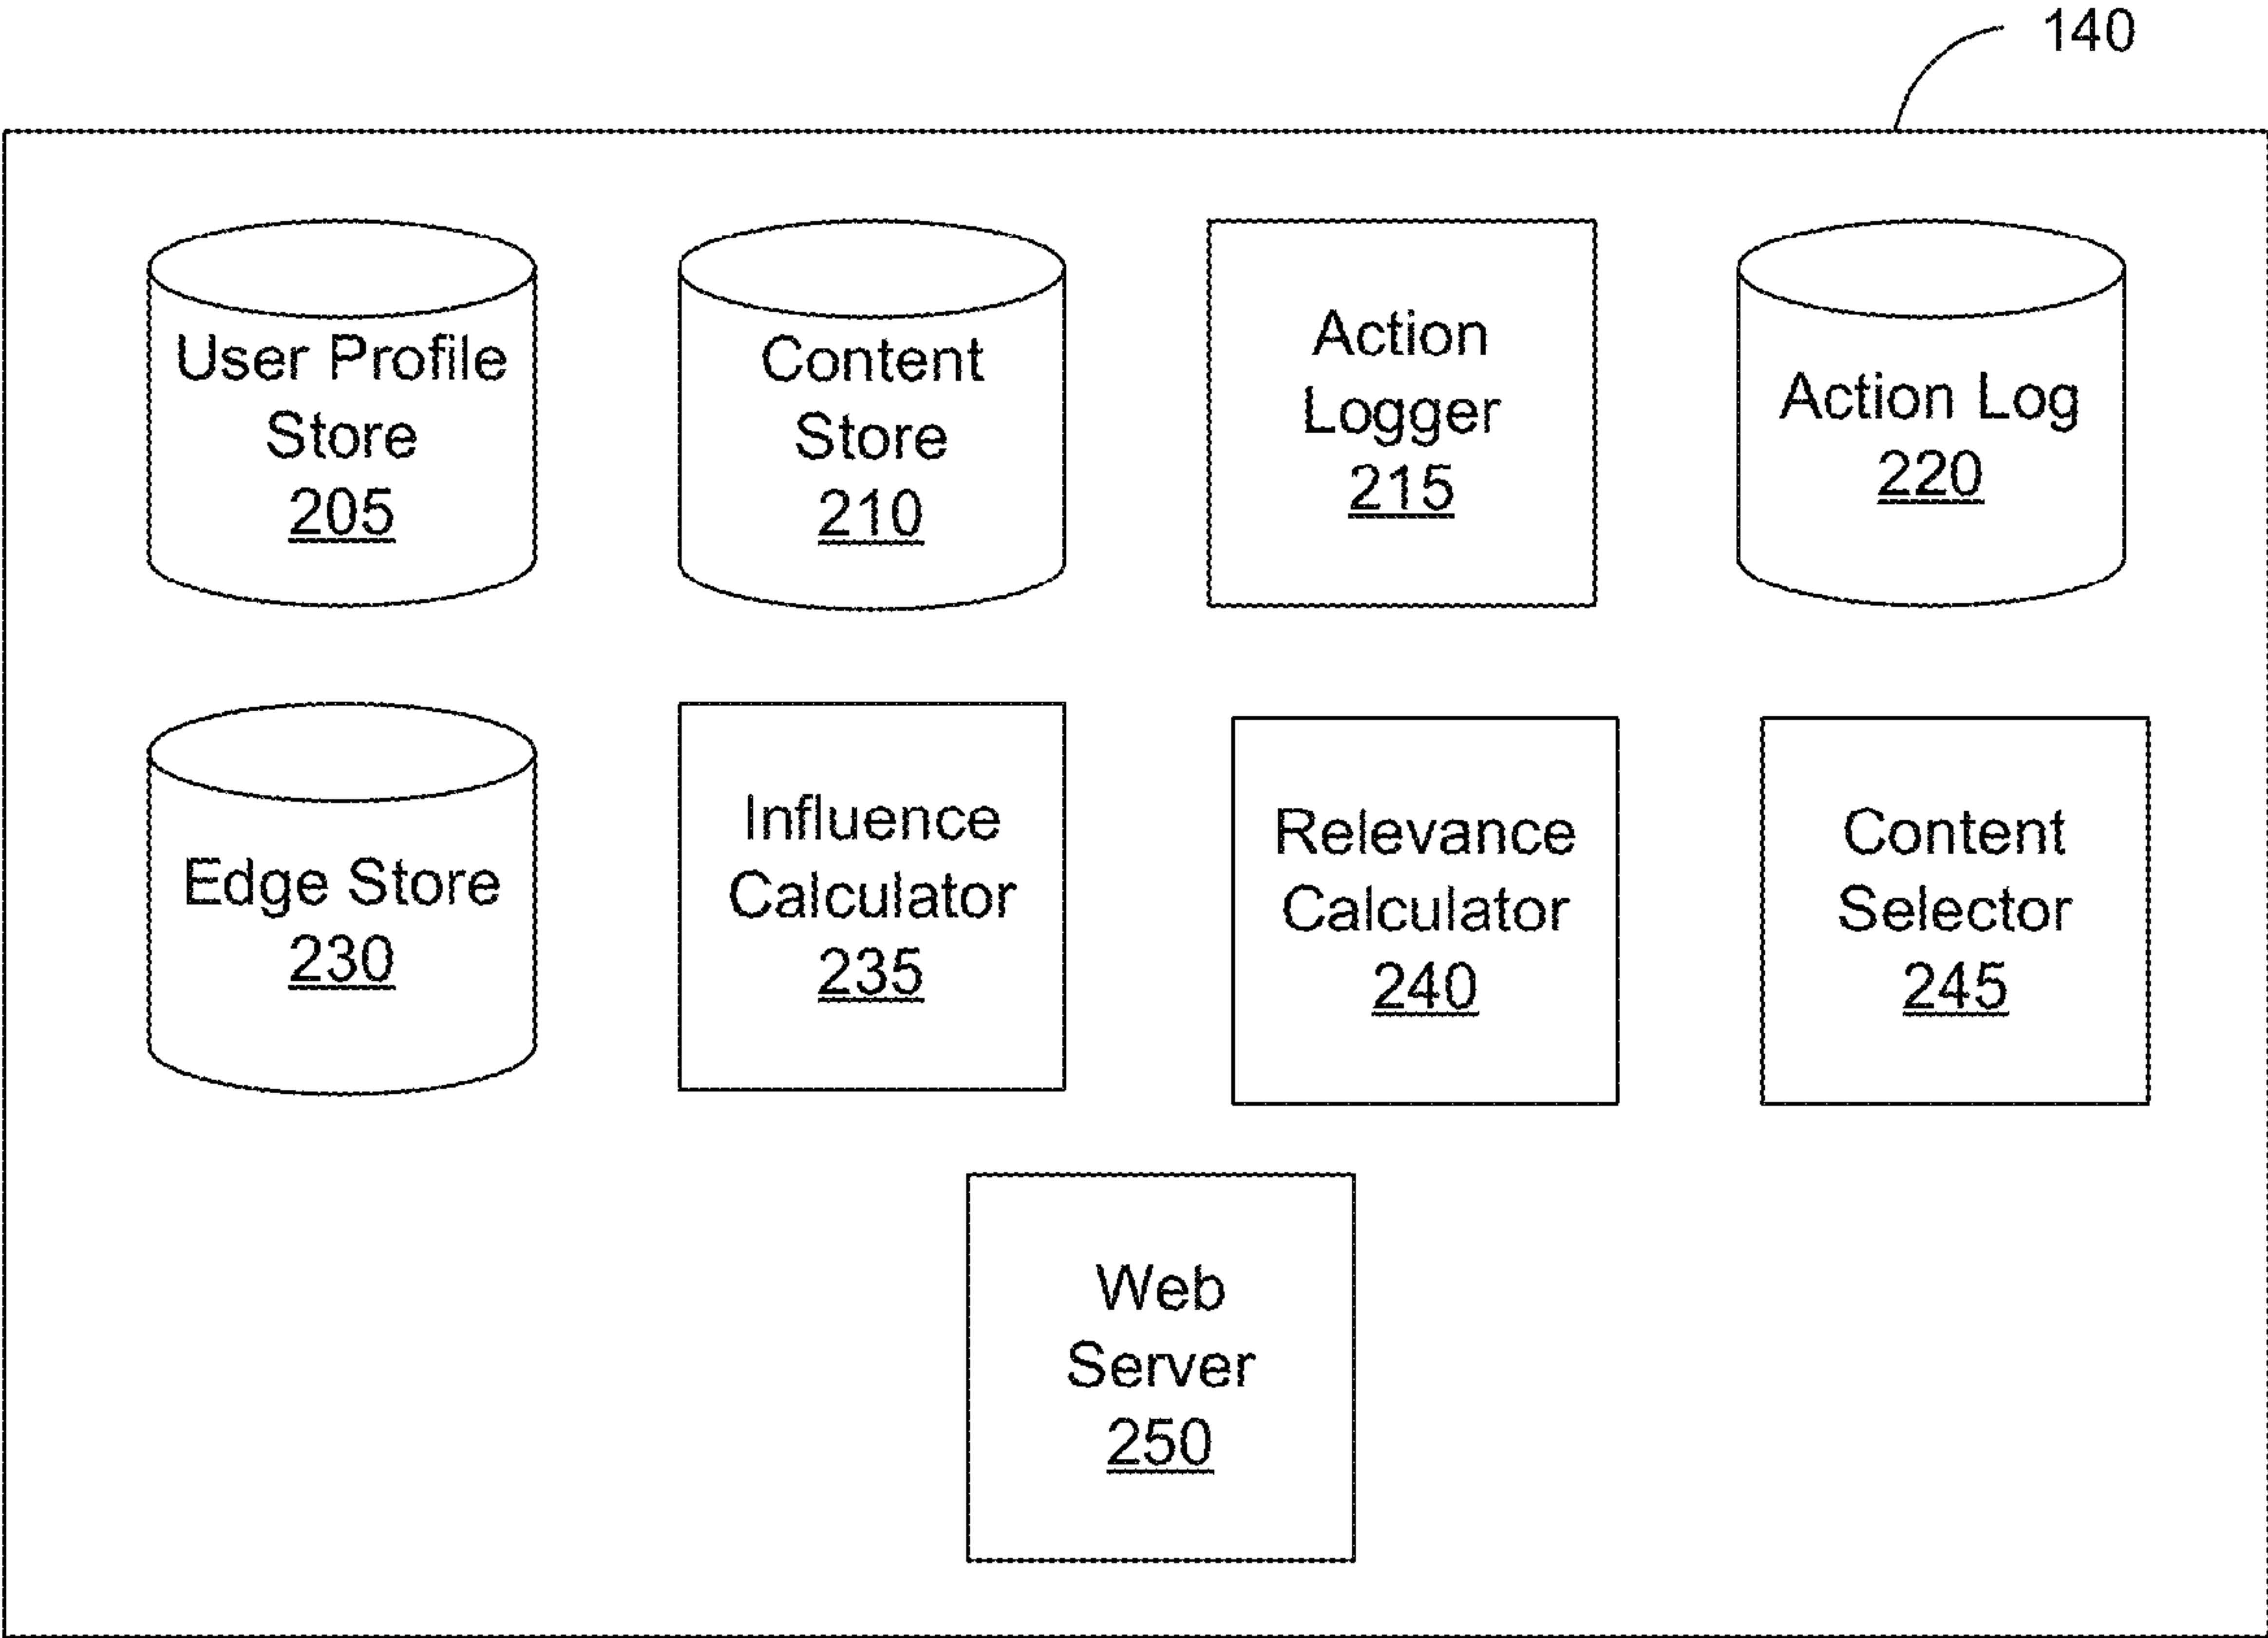 140
User Profile
Store
205
Content
Store
210
Action
Logger
215
Action Log
220
Edge Store
230
Influence
Calculator
235
Relevance
Calculator
240
Content
Selector
245
Web
Server
250